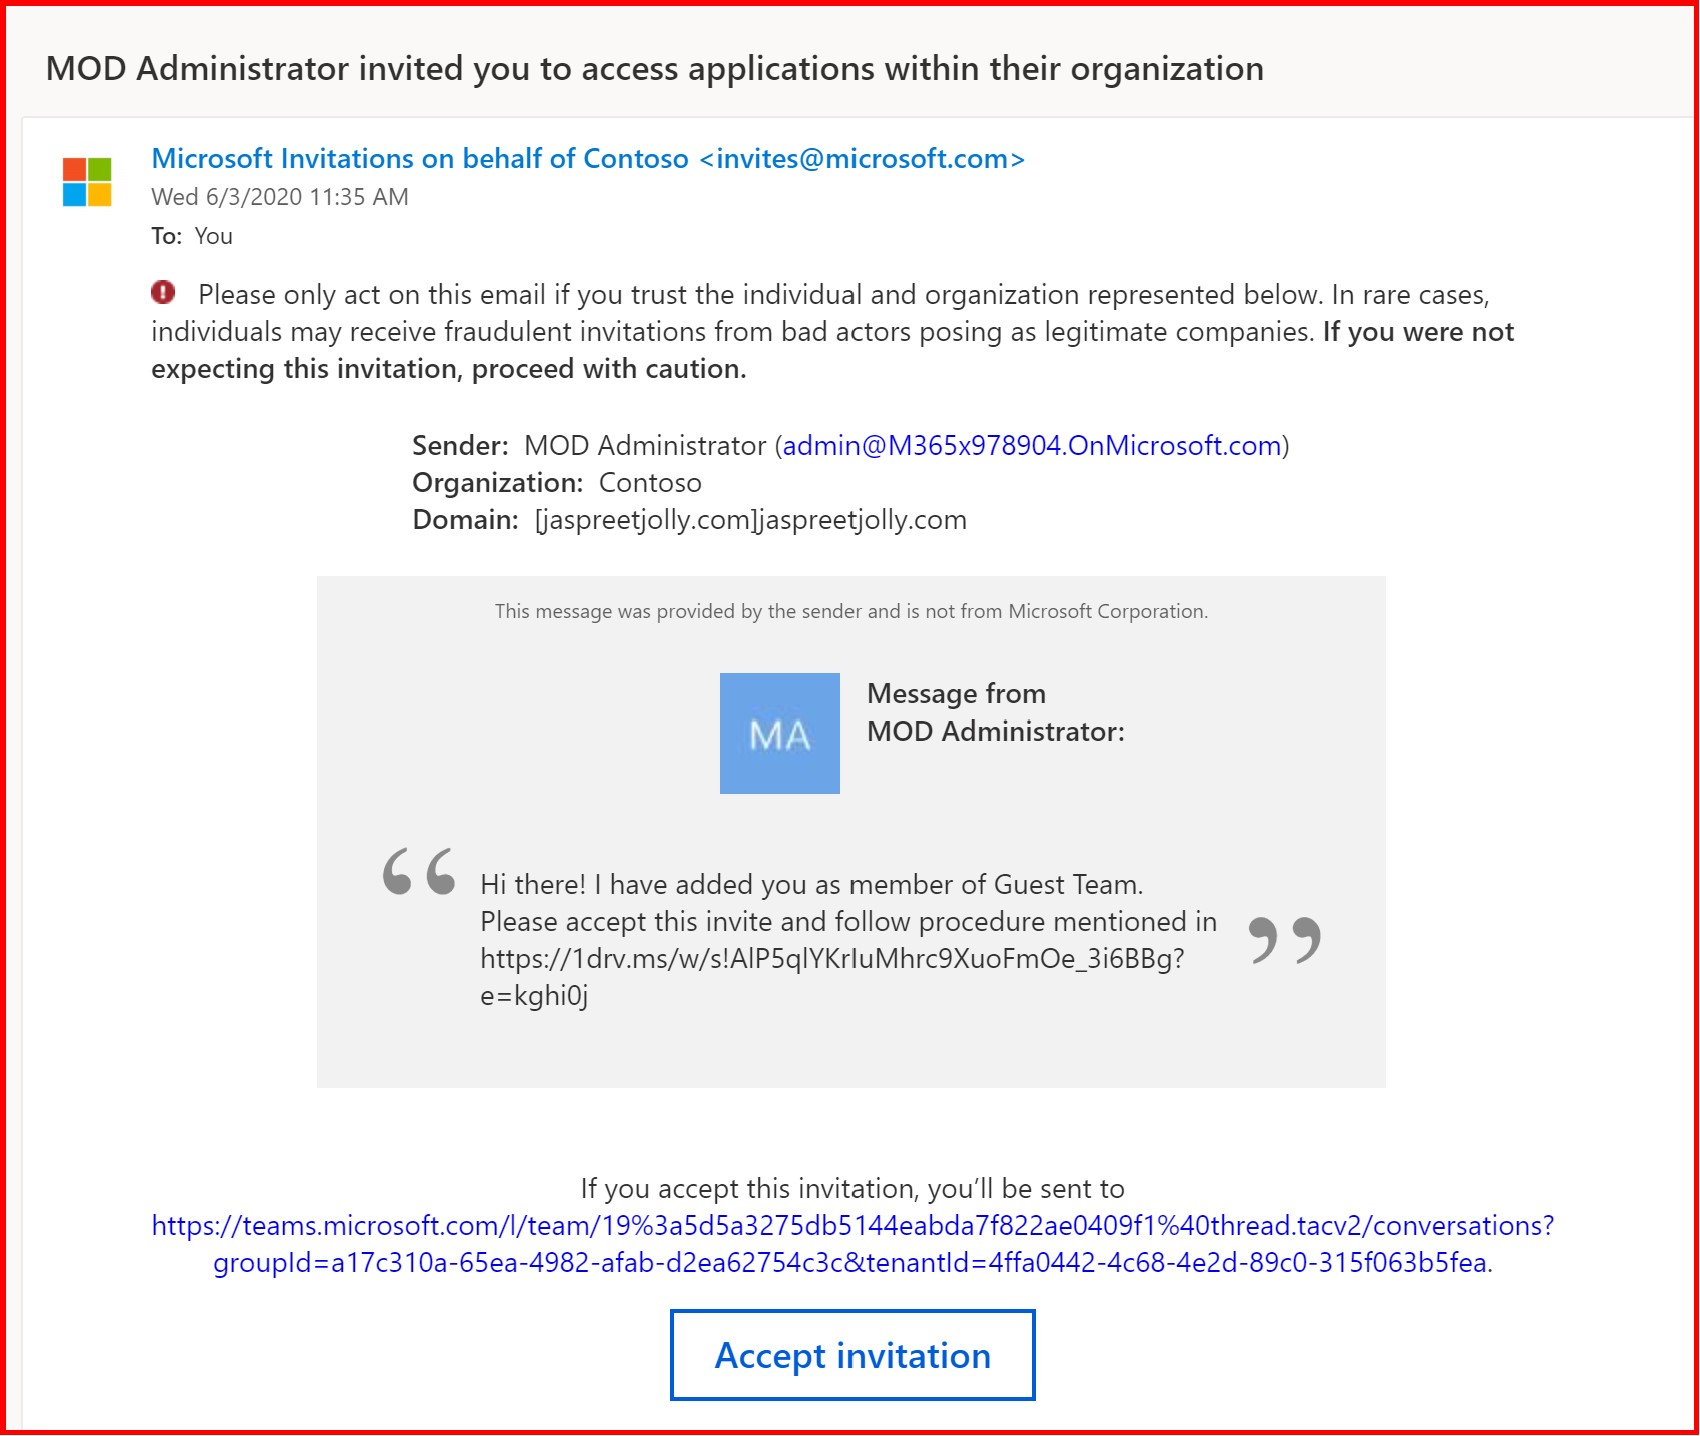 MOD Administrator invited you to access applications within their organization
Microsoft Invitations on behalf of Contoso <invites@microsoft.com>
Wed 6/3/2020 11:35 AM
To: You
Please only act on this email if you trust the individual and organization represented below. In rare cases,
individuals may receive fraudulent invitations from bad actors posing as legitimate companies. If you were not
expecting this invitation, proceed with caution.
Sender: MOD Administrator (admin@M365x978904.OnMicrosoft.com)
Organization: Contoso
Domain: [jaspreetjolly.com]jaspreetjolly.com
This message was provided by the sender and is not from Microsoft Corporation.
MA
Message from
MOD Administrator:
“ Hi there! I have added you as member of Guest Team.
Please accept this invite and follow procedure mentioned in ”
https://1drv.ms/w/s!AlP5qlYKrIuMhrc9XuoFmOe_3i6BBg?
e=kghi0j
If you accept this invitation, you’ll be sent to
https://teams.microsoft.com/l/team/19%3a5d5a3275db5144eabda7f822ae0409f1%40thread.tacv2/conversations?
groupId=a17c310a-65ea-4982-afab-d2ea62754c3c&tenantId=4ffa0442-4c68-4e2d-89c0-315f063b5fea.
Accept invitation